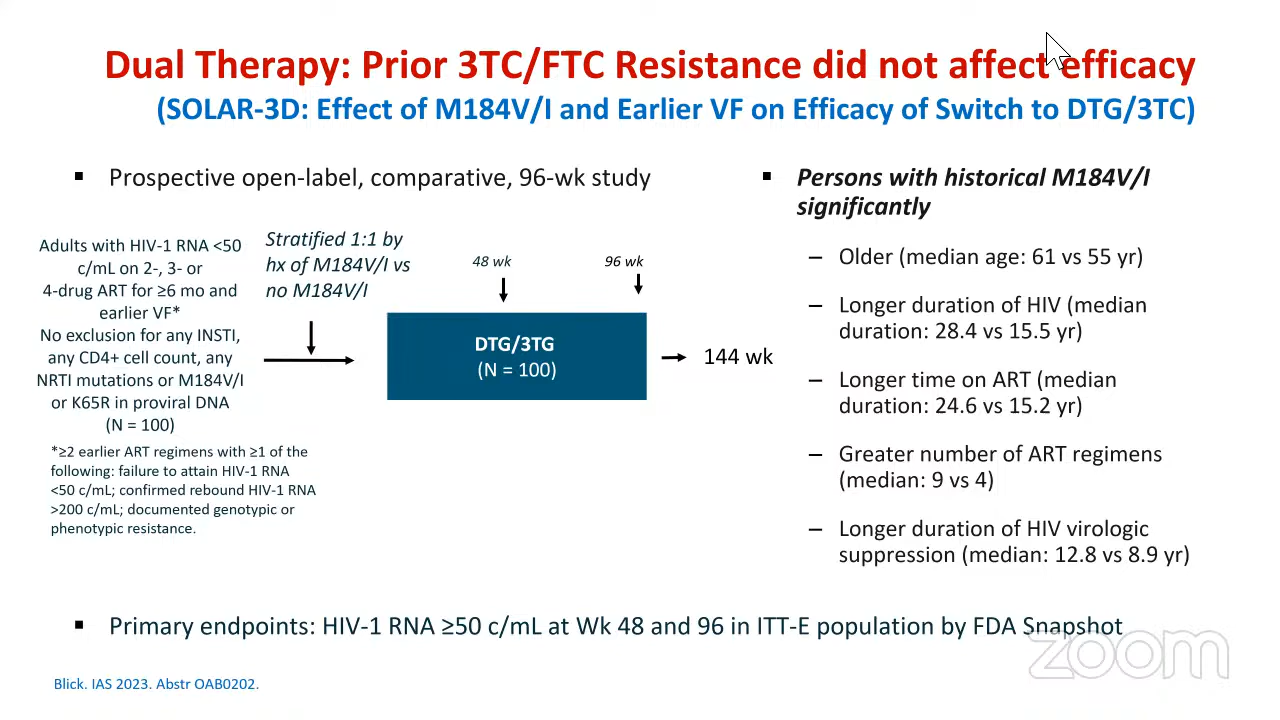 Dual Therapy: Prior 3TC/FTC Resistance did not affect efficacy
(SOLAR-3D: Effect of M184V/I and Earlier VF on Efficacy of Switch to DTG/3TC)
▪ Prospective open-label, comparative, 96-wk study
Adults with HIV-1 RNA <50
c/mL on 2-, 3- or
4-drug ART for ≥6 mo and
earlier VF*
No exclusion for any INSTI,
any CD4+ cell count, any
NRTI mutations or M184V/I
or K65R in proviral DNA
(N = 100)
*≥2 earlier ART regimens with ≥1 of the
following: failure to attain HIV-1 RNA
<50 c/mL; confirmed rebound HIV-1 RNA
>200 c/mL; documented genotypic or
phenotypic resistance.
Stratified 1:1 by
hx of M184V/I vs
no M184V/I
48 wk
96 wk
DTG/3TG
(N = 100)
144 wk
▪ Persons with historical M184V/I
significantly
– Older (median age: 61 vs 55 yr)
– Longer duration of HIV (median
duration: 28.4 vs 15.5 yr)
– Longer time on ART (median
duration: 24.6 vs 15.2 yr)
– Greater number of ART regimens
(median: 9 vs 4)
– Longer duration of HIV virologic
suppression (median: 12.8 vs 8.9 yr)
▪ Primary endpoints: HIV-1 RNA ≥50 c/mL at Wk 48 and 96 in ITT-E population by FDA Snapshot
zoom
Blick. IAS 2023. Abstr OAB0202.